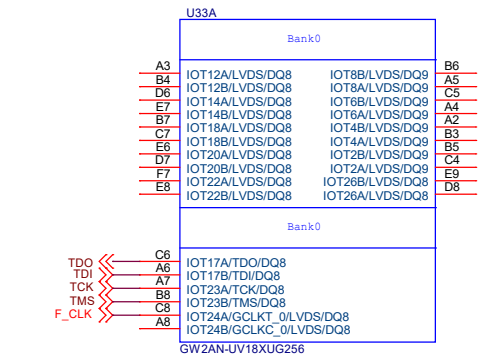 U33A
Bank0
A3 IOT12A/LVDS/DQ8 IOT8B/LVDS/DQ9 B6
B4 IOT12B/LVDS/DQ8 IOT8A/LVDS/DQ9 A5
D6 IOT14A/LVDS/DQ8 IOT6B/LVDS/DQ9 C5
E7 IOT14B/LVDS/DQ8 IOT6A/LVDS/DQ9 A4
B7 IOT18A/LVDS/DQ8 IOT4B/LVDS/DQ9 A2
C7 IOT18B/LVDS/DQ8 IOT4A/LVDS/DQ9 B3
E6 IOT20A/LVDS/DQ8 IOT2B/LVDS/DQ9 B5
D7 IOT20B/LVDS/DQ8 IOT2A/LVDS/DQ9 C4
F7 IOT22A/LVDS/DQ8 IOT26B/LVDS/DQ8 E9
E8 IOT22B/LVDS/DQ8 IOT26A/LVDS/DQ8 D8
Bank0
TDO C6 IOT17A/TDO/DQ8
TDI A6 IOT17B/TDI/DQ8
TCK A7 IOT23A/TCK/DQ8
TMS B8 IOT23B/TMS/DQ8
F_CLK C8 IOT24A/GCLKT_0/LVDS/DQ8
A8 IOT24B/GCLKC_0/LVDS/DQ8
GW2AN-UV18XUG256